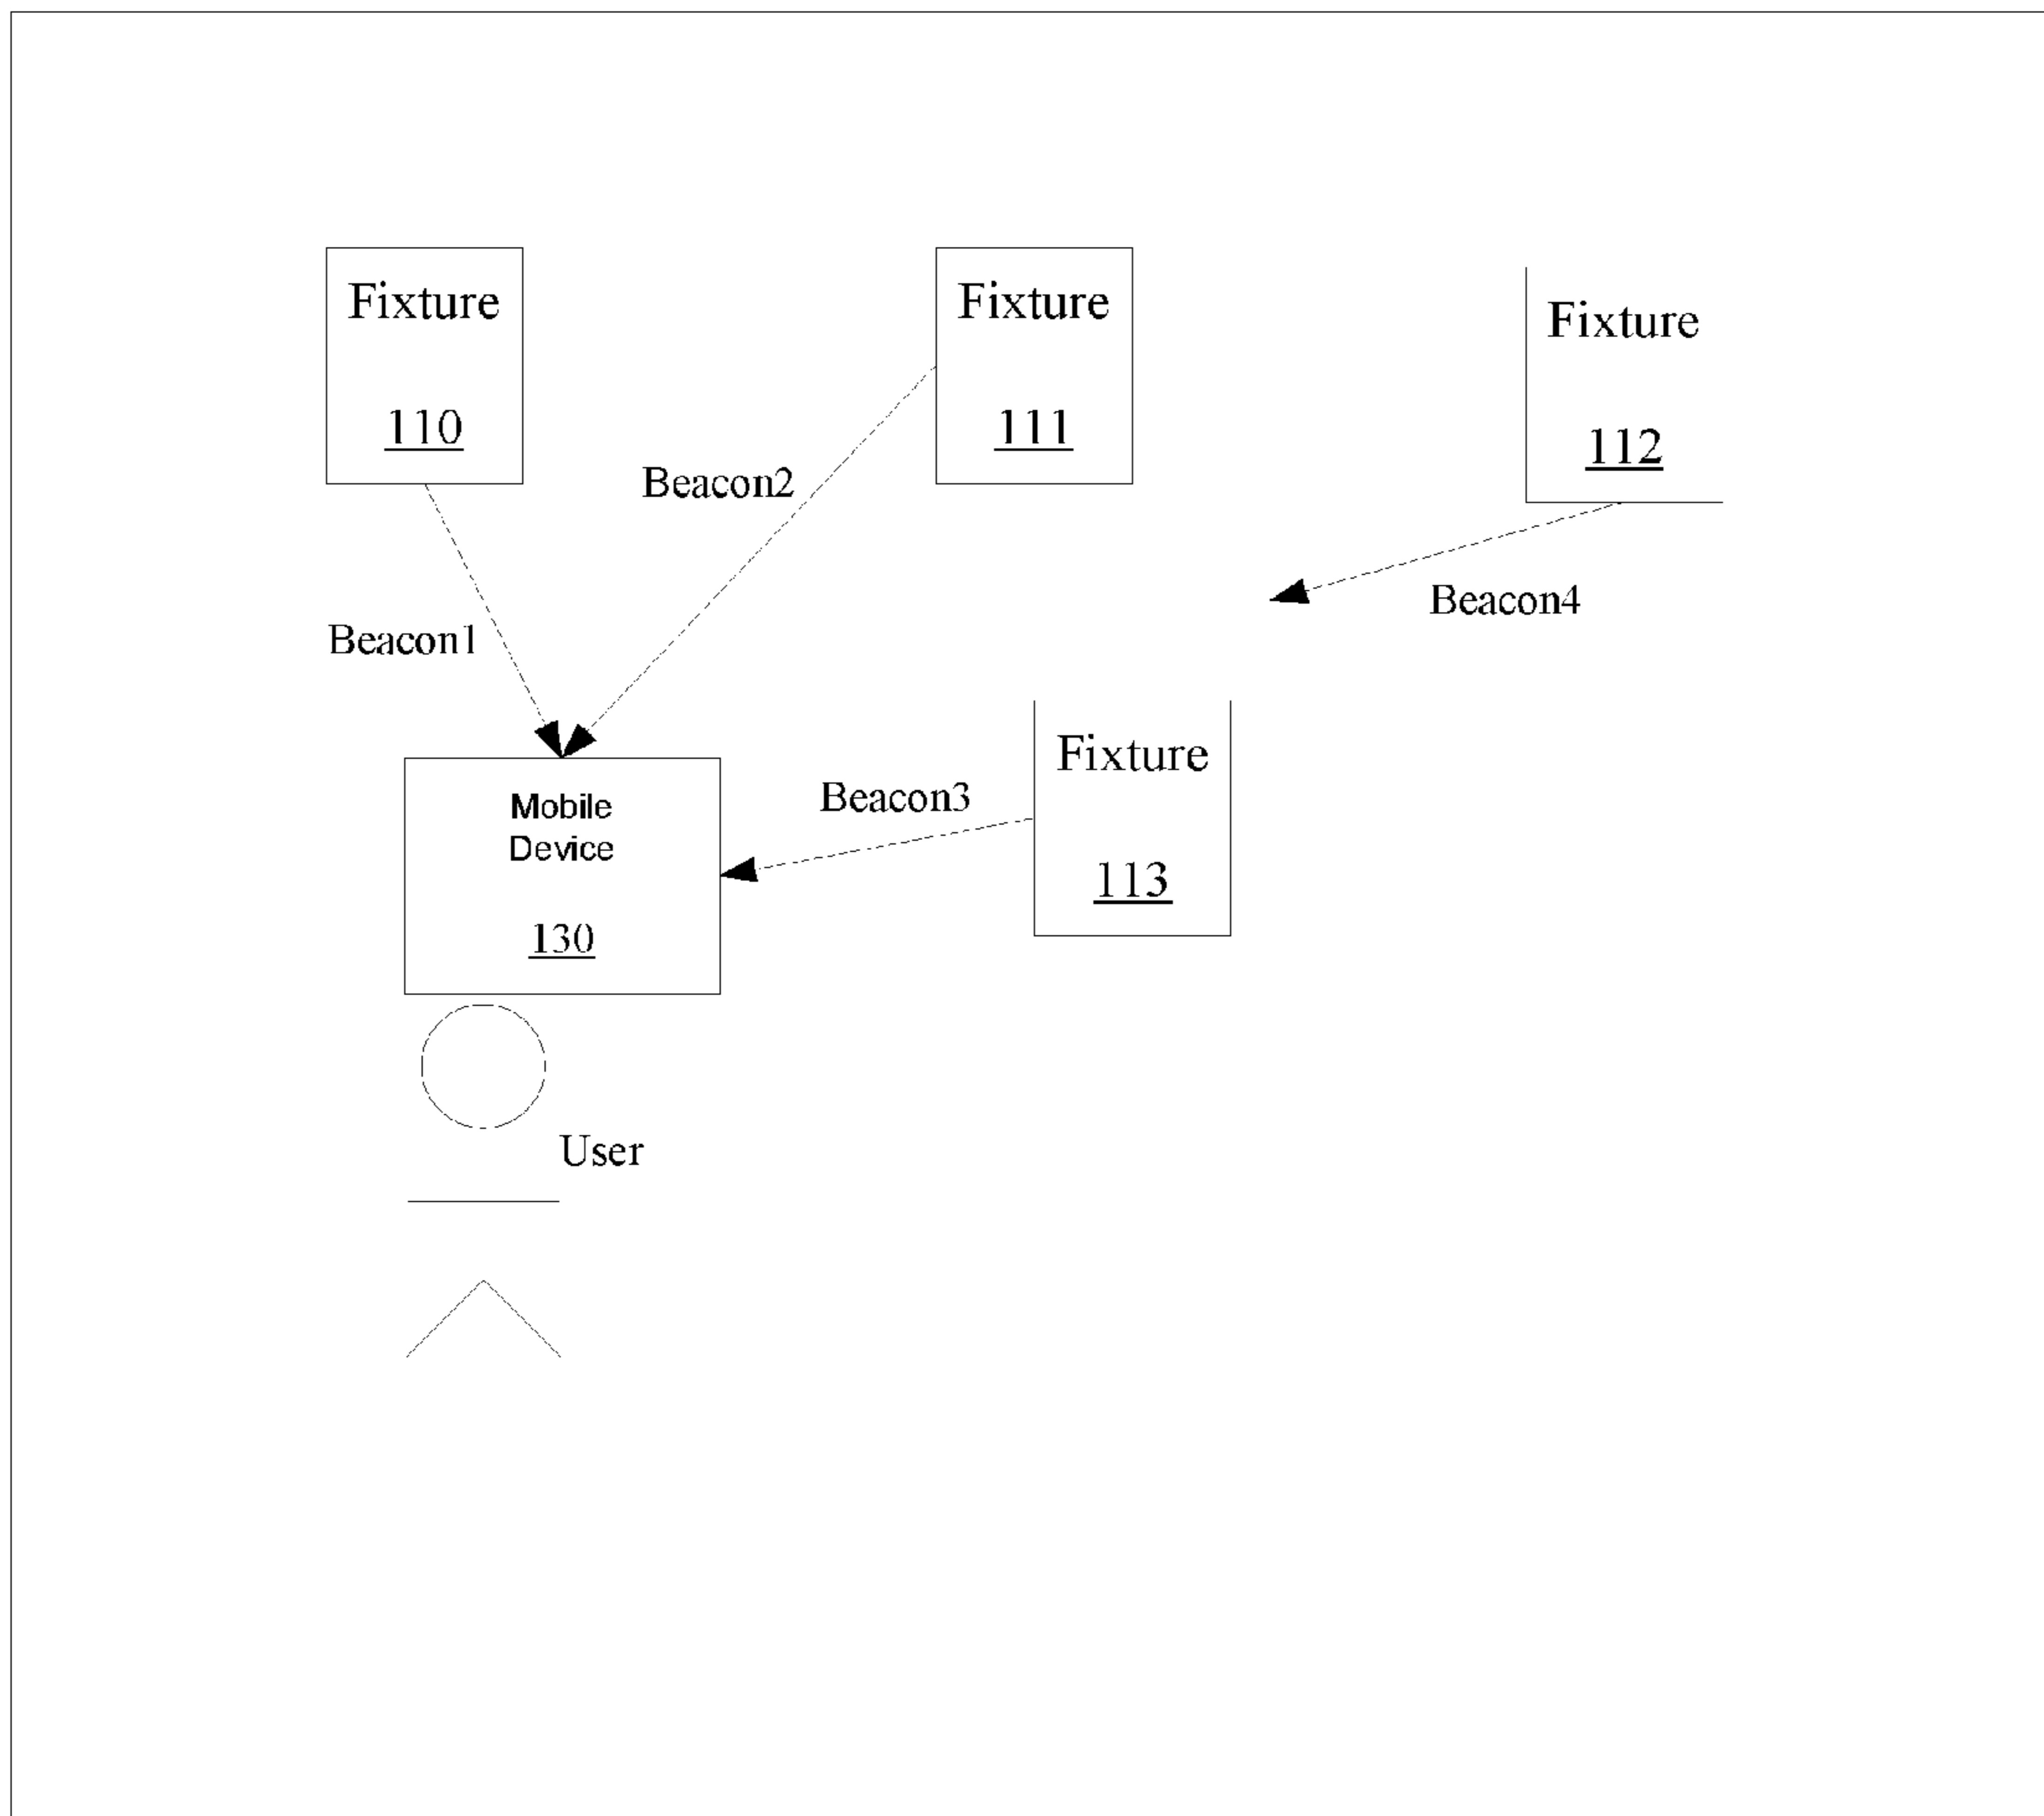 Fixture
110
Fixture
111
Fixture
112
Beacon2
Beacon4
Beacon1
Fixture
113
Beacon3
Mobile
Device
130
User